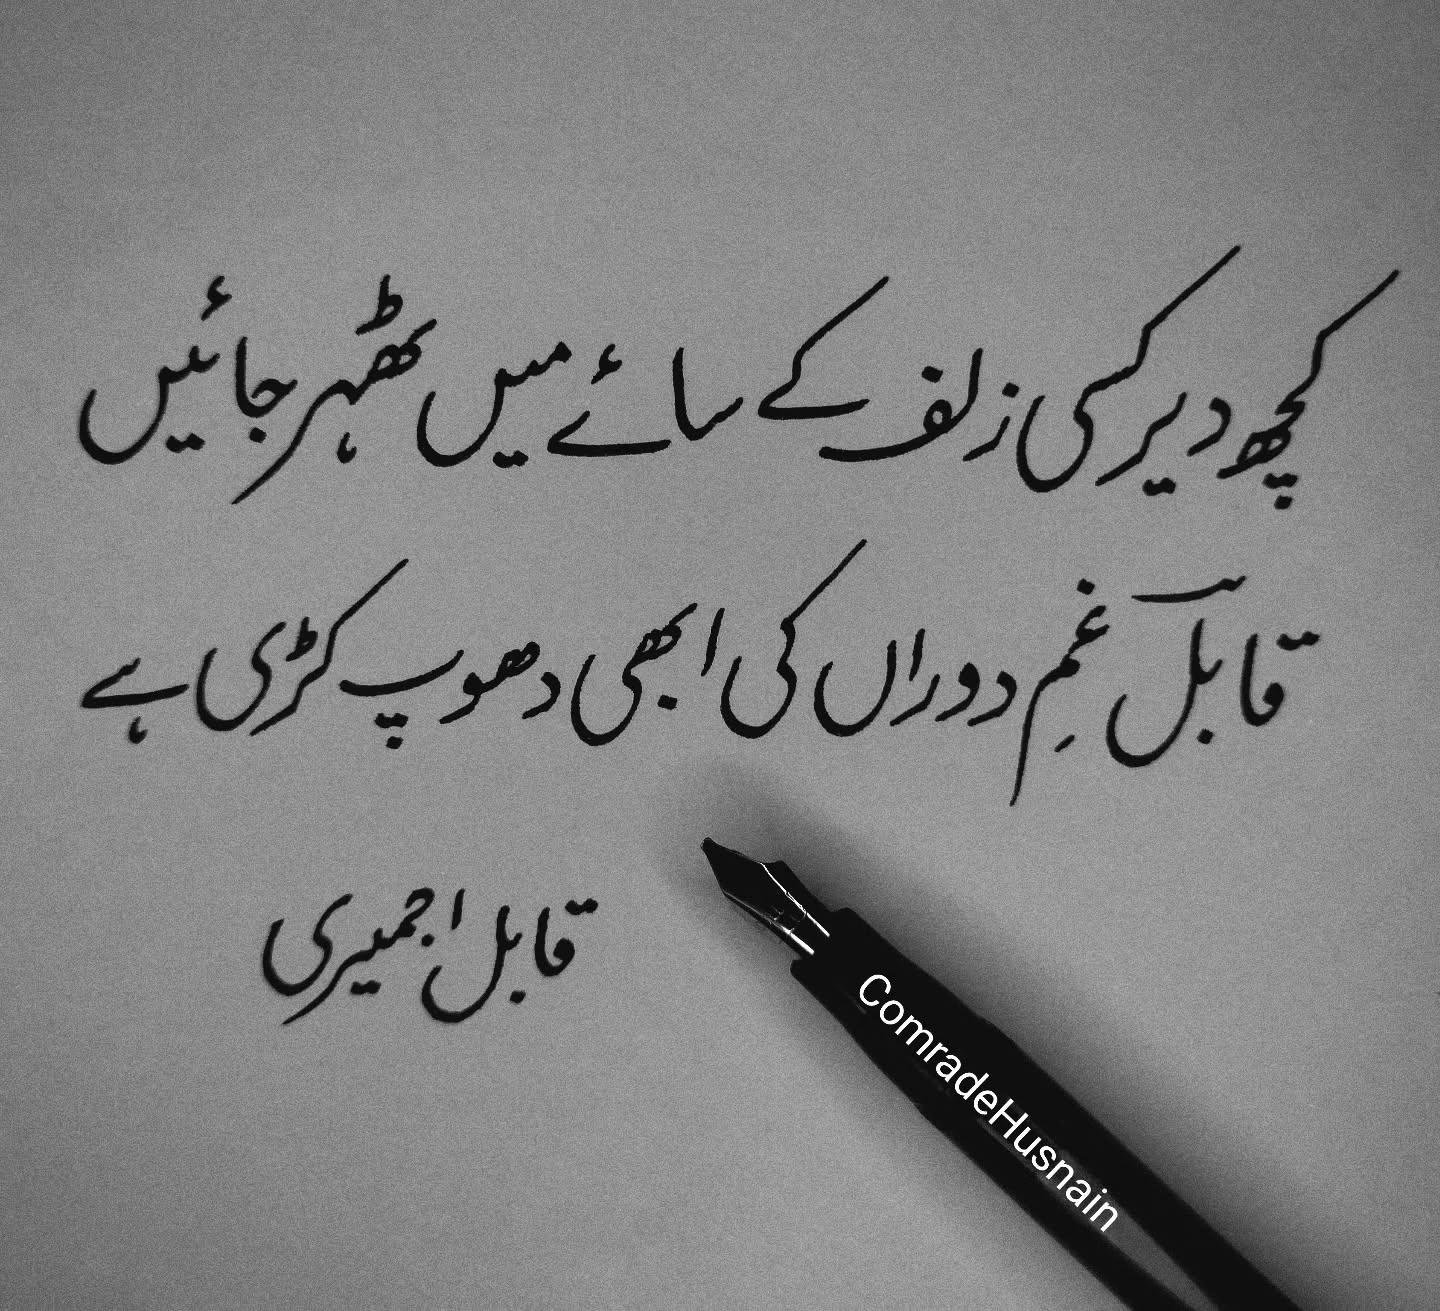 کچھ دیر کسی زلف کے سائے میں ٹھہر جائیں
قابلؔ غمِ دوراں کی ابھی دھوپ کڑی ہے
قابل اجمیری
ComradeHusnain